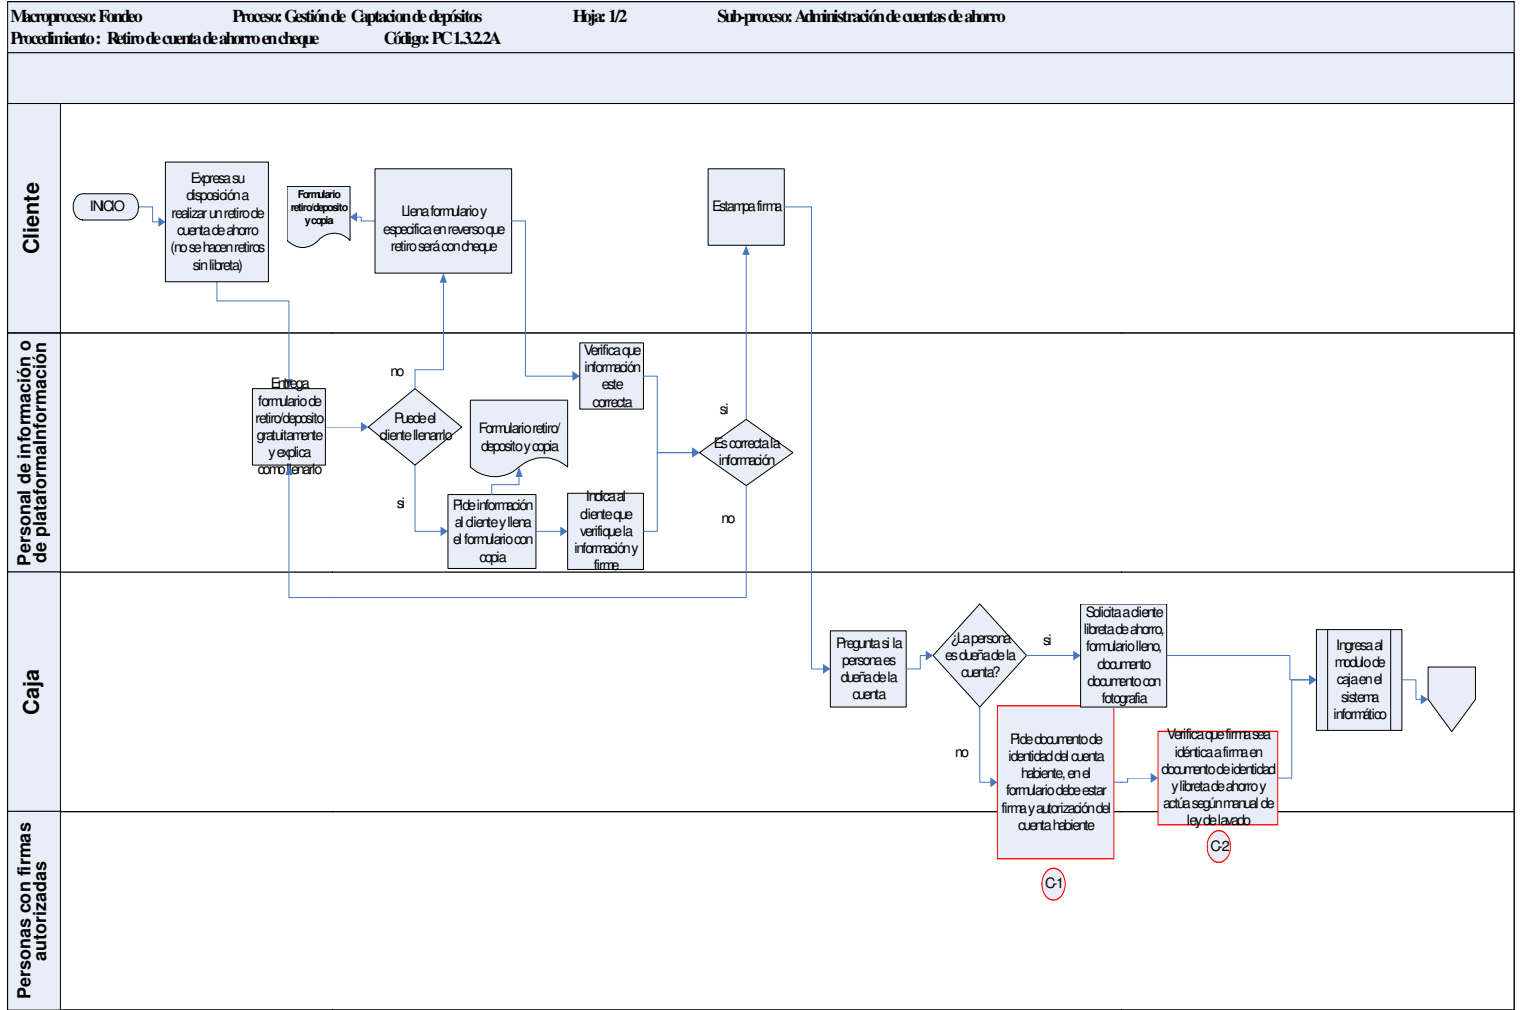 Macroproceso: Fondeo Proceso: Gestión de Captacion de depósitos Hoja: 1/2 Sub-proceso: Administración de cuentas de ahorro
Procedimiento : Retiro de cuenta de ahorro en cheque Código: PC1.3.2.2A
Cliente
INICIO
Expresa su
disposición a
realizar un retiro de
cuenta de ahorro
(no se hacen retiros
sin libreta)
Formulario
retiro/deposito
y copia
Llena formulario y
especifica en reverso que
retiro será con cheque
Estampa firma
Personal de información o
de plataformaInformación
Entrega
formulario de
retiro/deposito
gratuitamente
y explica
como llenarlo
no
Puede el
cliente llenarrlo
si
Formulario retiro/
deposito y copia
Pide información
al cliente y llena
el formulario con
copia
Verifica que
información
este
correcta
Indica al
cliente que
verifique la
información y
firme
si
Es correcta la
información
no
Caja
Pregunta si la
persona es
dueña de la
cuenta
¿La persona
es dueña de la
cuenta?
si
no
Solicita a cliente
libreta de ahorro,
formulario lleno,
documento
documento con
fotografia
Pide documento de
identidad del cuenta
habiente, en el
formulario debe estar
firma y autorización del
cuenta habiente
C-1
Verifica que firma sea
idéntica a firma en
documento de identidad
y libreta de ahorro y
actúa según manual de
ley de lavado
C-2
Ingresa al
modulo de
caja en el
sistema
informático
Personas con firmas
autorizadas